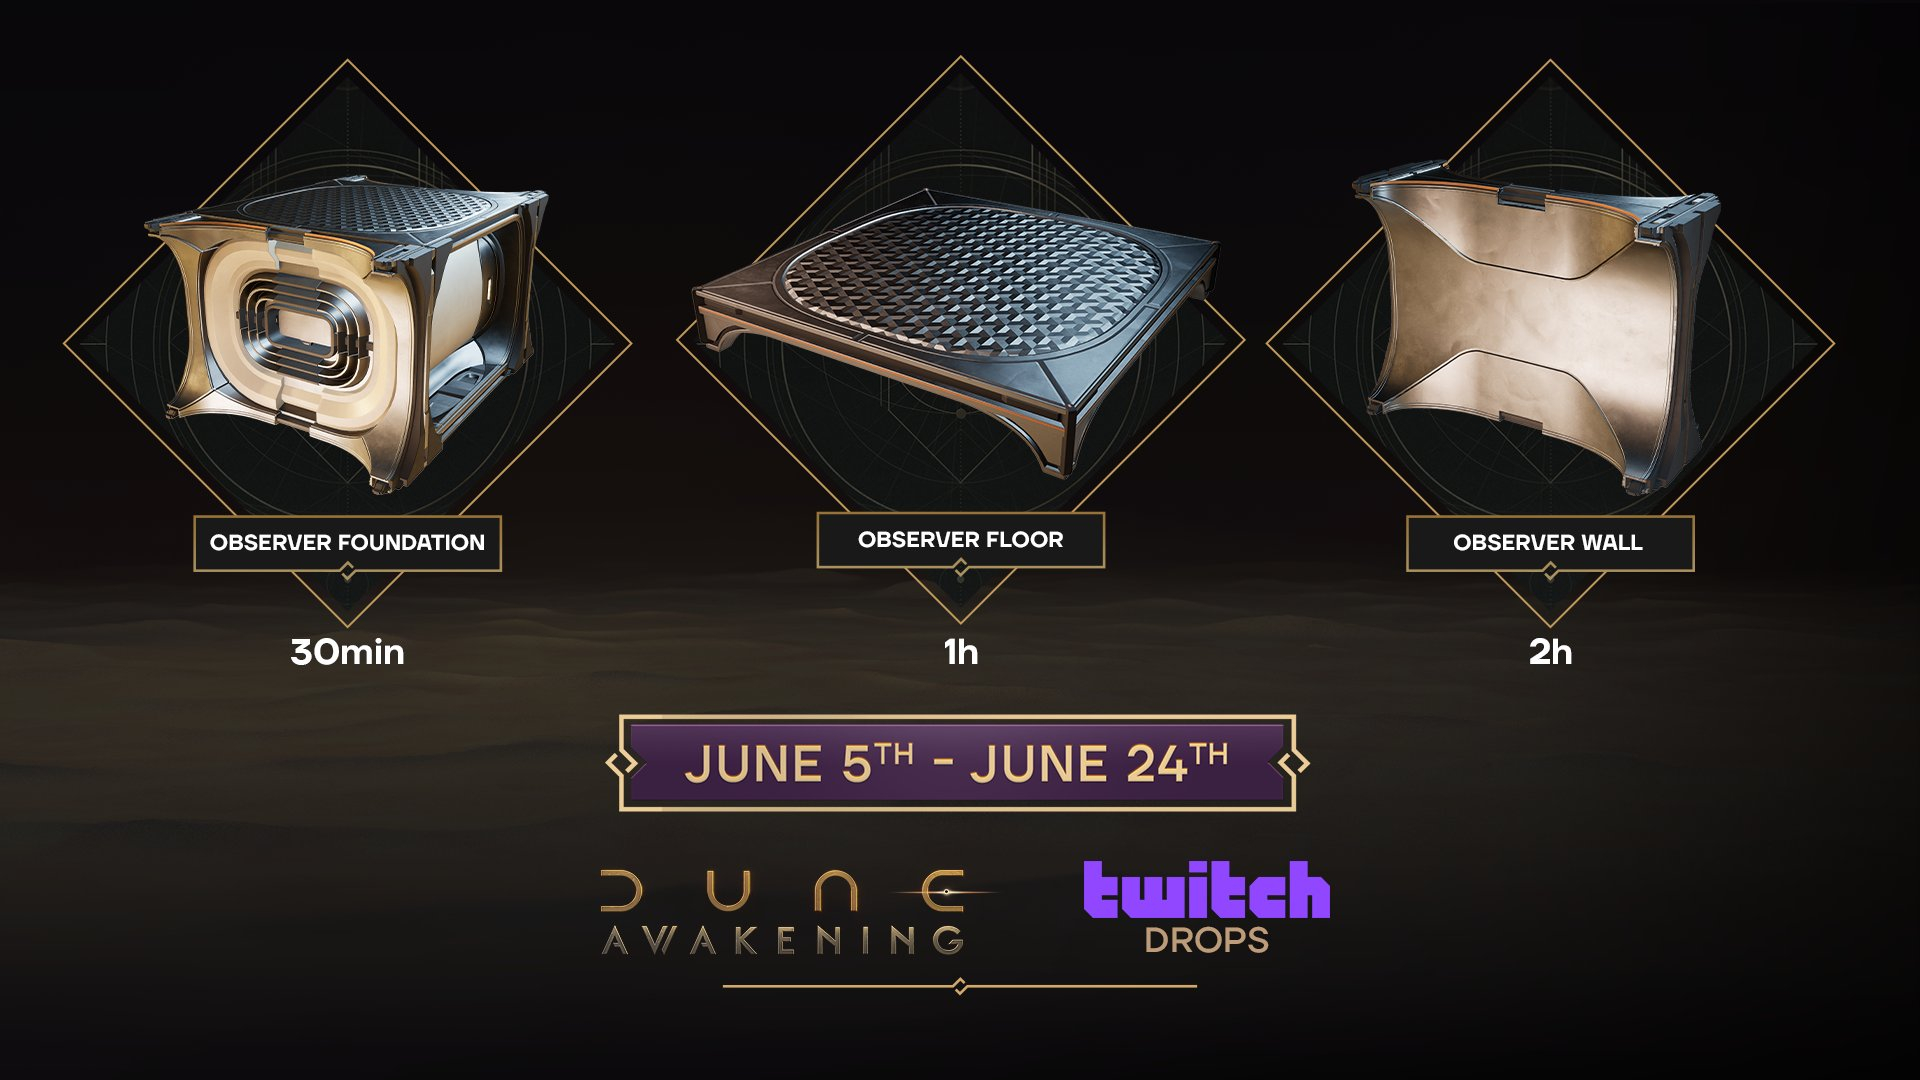 OBSERVER FOUNDATION
OBSERVER FLOOR
OBSERVER WALL
30min
1h
2h
JUNE 5TH - JUNE 24TH
DUNE
AWAKENING
twitch
DROPS